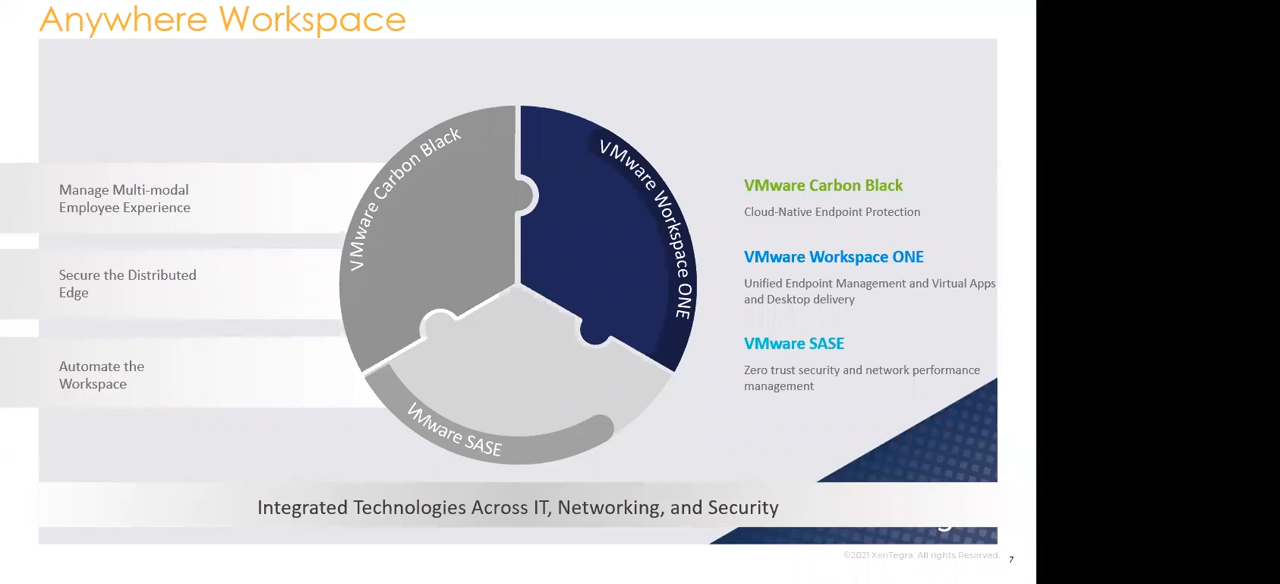 Anywhere Workspace
Manage Multi-modal
Employee Experience
Secure the Distributed
Edge
Automate the
Workspace
VMware Carbon Black
VMware Workspace ONE
VMware SASE
VMware Carbon Black
Cloud-Native Endpoint Protection
VMware Workspace ONE
Unified Endpoint Management and Virtual Apps
and Desktop delivery
VMware SASE
Zero trust security and network performance
management
Integrated Technologies Across IT, Networking, and Security
©2021 XenTegra. All rights Reserved.
7